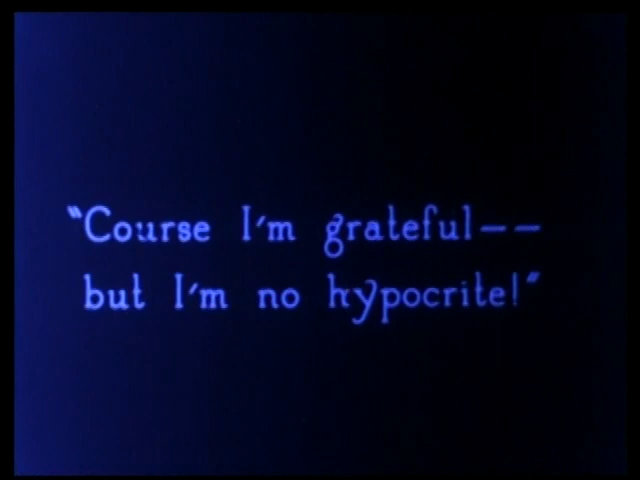 "Course I'm grateful——
but I'm no hypocrite!"